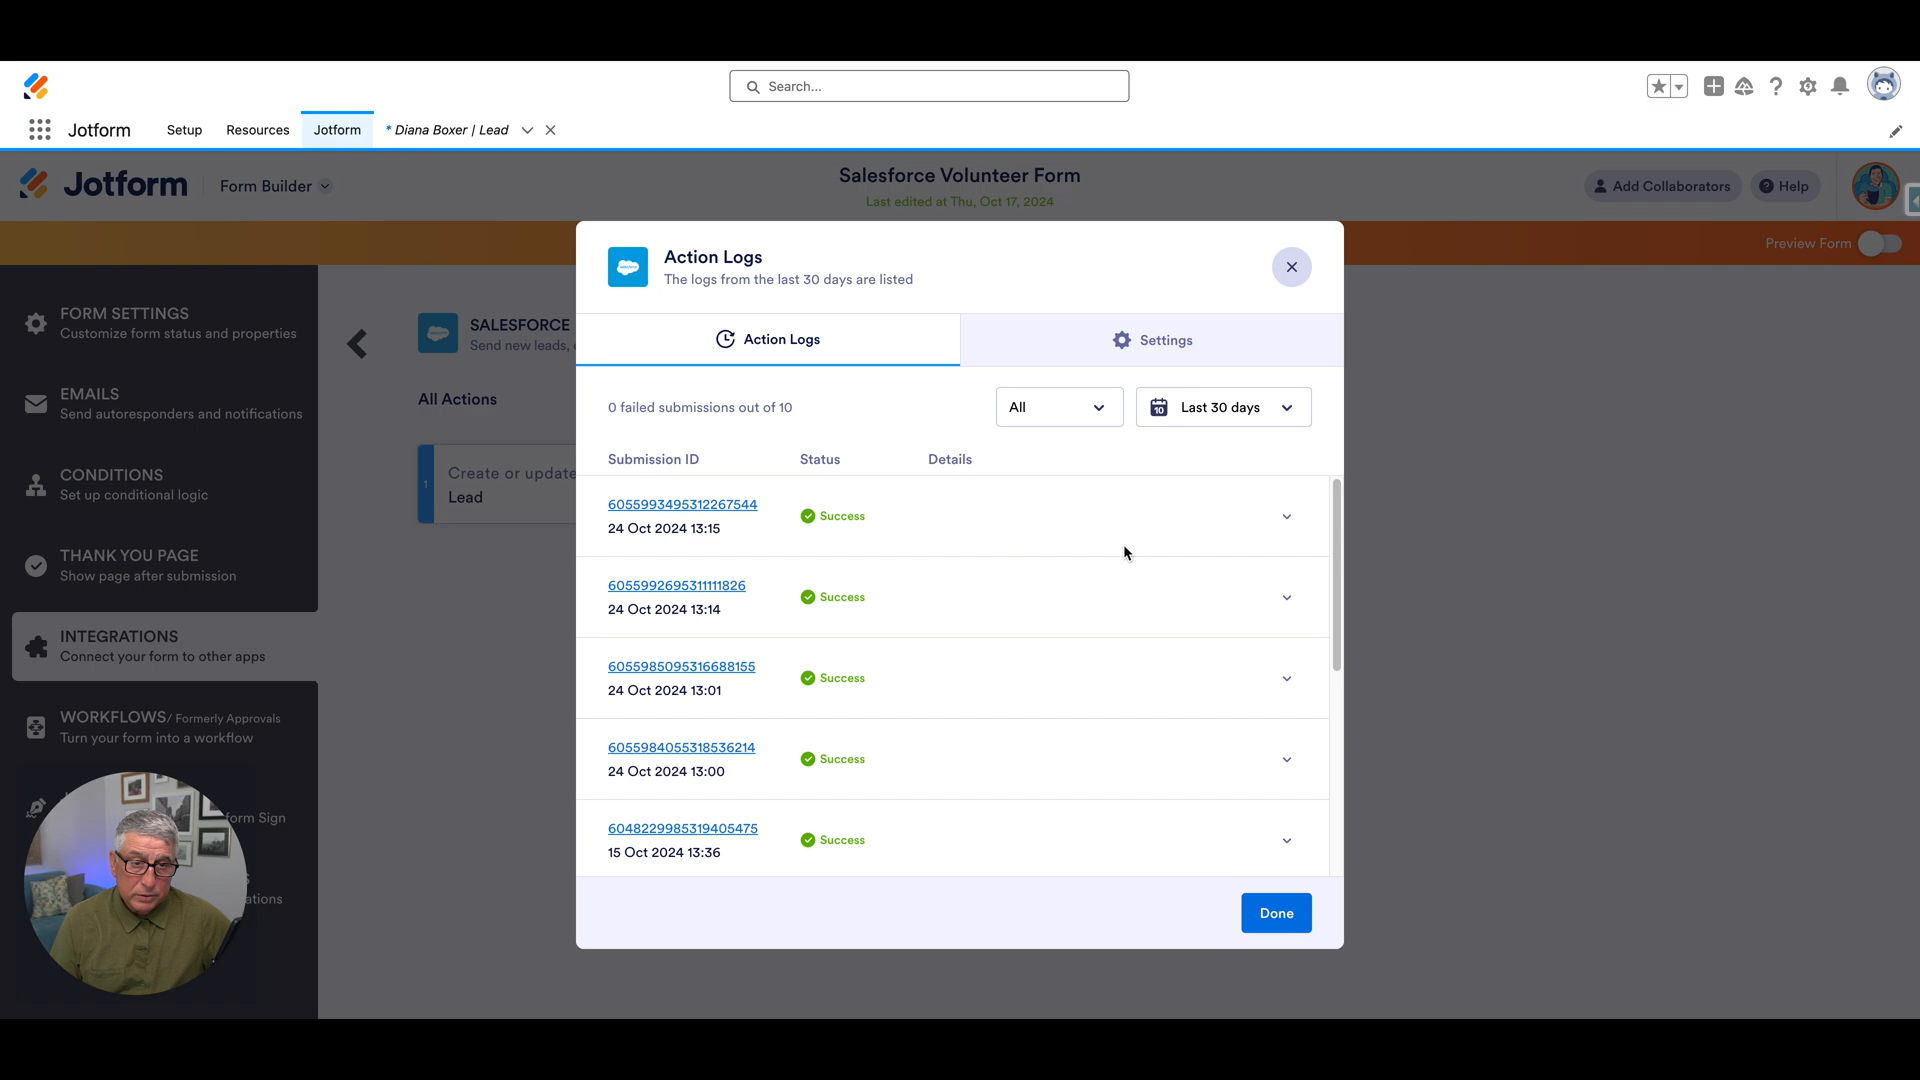 Search...
Jotform
Setup
Resources
Jotform
* Diana Boxer | Lead
Jotform
Form Builder
Salesforce Volunteer Form
Last edited at Thu, Oct 17, 2024
Add Collaborators
Help
Preview Form
FORM SETTINGS
Customize form status and properties
EMAILS
Send autoresponders and notifications
CONDITIONS
Set up conditional logic
THANK YOU PAGE
Show page after submission
INTEGRATIONS
Connect your form to other apps
WORKFLOWS/ Formerly Approvals
Turn your form into a workflow
form Sign
S
ations
SALESFORCE
Send new leads,
All Actions
1
Create or update
Lead
Action Logs
The logs from the last 30 days are listed
Action Logs
Settings
0 failed submissions out of 10
All
10
Last 30 days
Submission ID
Status
Details
6055993495312267544
24 Oct 2024 13:15
Success
6055992695311111826
24 Oct 2024 13:14
Success
6055985095316688155
24 Oct 2024 13:01
Success
6055984055318536214
24 Oct 2024 13:00
Success
6048229985319405475
15 Oct 2024 13:36
Success
Done